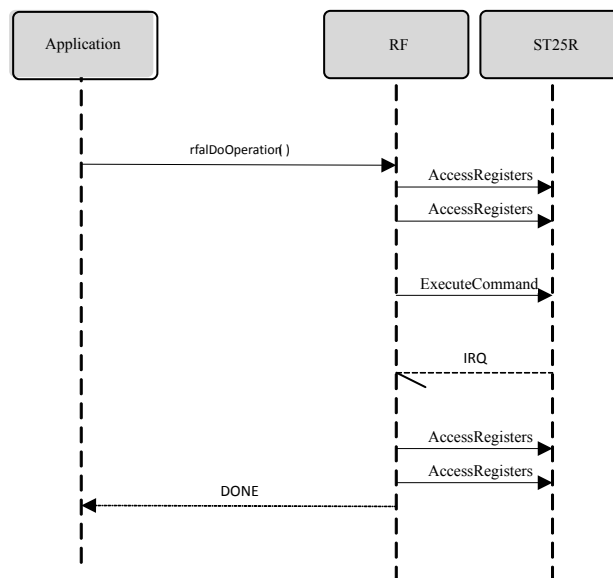 Application
RF
ST25R
rfalDoOperation( )
AccessRegisters
AccessRegisters
ExecuteCommand
IRQ
AccessRegisters
AccessRegisters
DONE